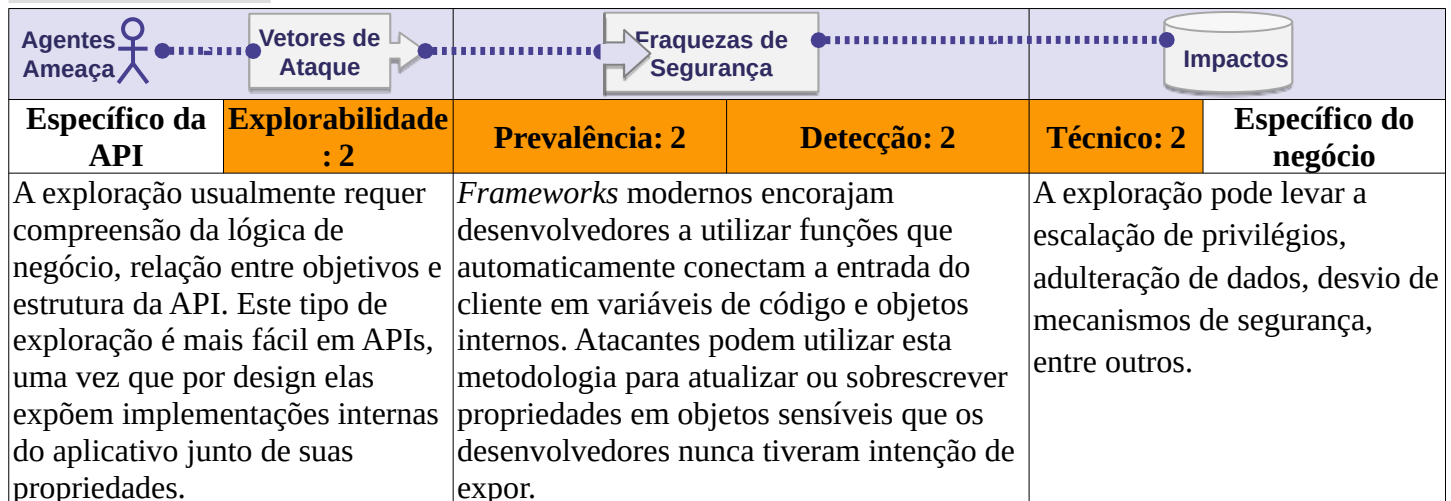 Agentes
Ameaça
Vetores de
Ataque
Fraquezas de
Segurança
Impactos
Específico da
API
Explorabilidade
: 2
Prevalência: 2
Detecção: 2
Técnico: 2
Específico do
negócio
A exploração usualmente requer
compreensão da lógica de
negócio, relação entre objetivos e
estrutura da API. Este tipo de
exploração é mais fácil em APIs,
uma vez que por design elas
expõem implementações internas
do aplicativo junto de suas
propriedades.
Frameworks modernos encorajam
desenvolvedores a utilizar funções que
automaticamente conectam a entrada do
cliente em variáveis de código e objetos
internos. Atacantes podem utilizar esta
metodologia para atualizar ou sobrescrever
propriedades em objetos sensíveis que os
desenvolvedores nunca tiveram intenção de
expor.
A exploração pode levar a
escalação de privilégios,
adulteração de dados, desvio de
mecanismos de segurança,
entre outros.